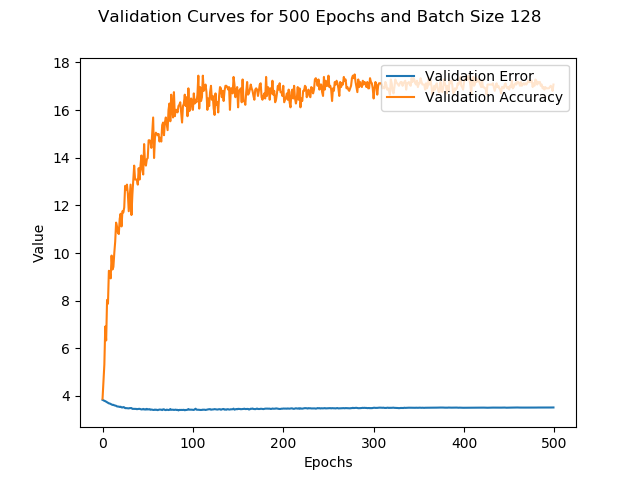 Validation Curves for 500 Epochs and Batch Size 128
18
16
14
12
10
8
6
4
Value
0 100 200 300 400 500
Epochs
Validation Error
Validation Accuracy